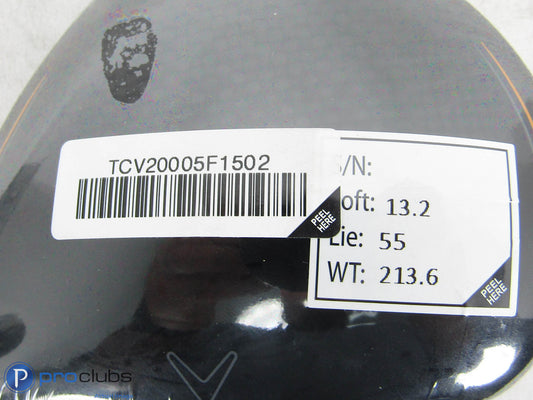 TCV20005F1502
PEEL HERE
/N:
oft: 13.2
Lie: 55
WT: 213.6
PEEL HERE
proclubs